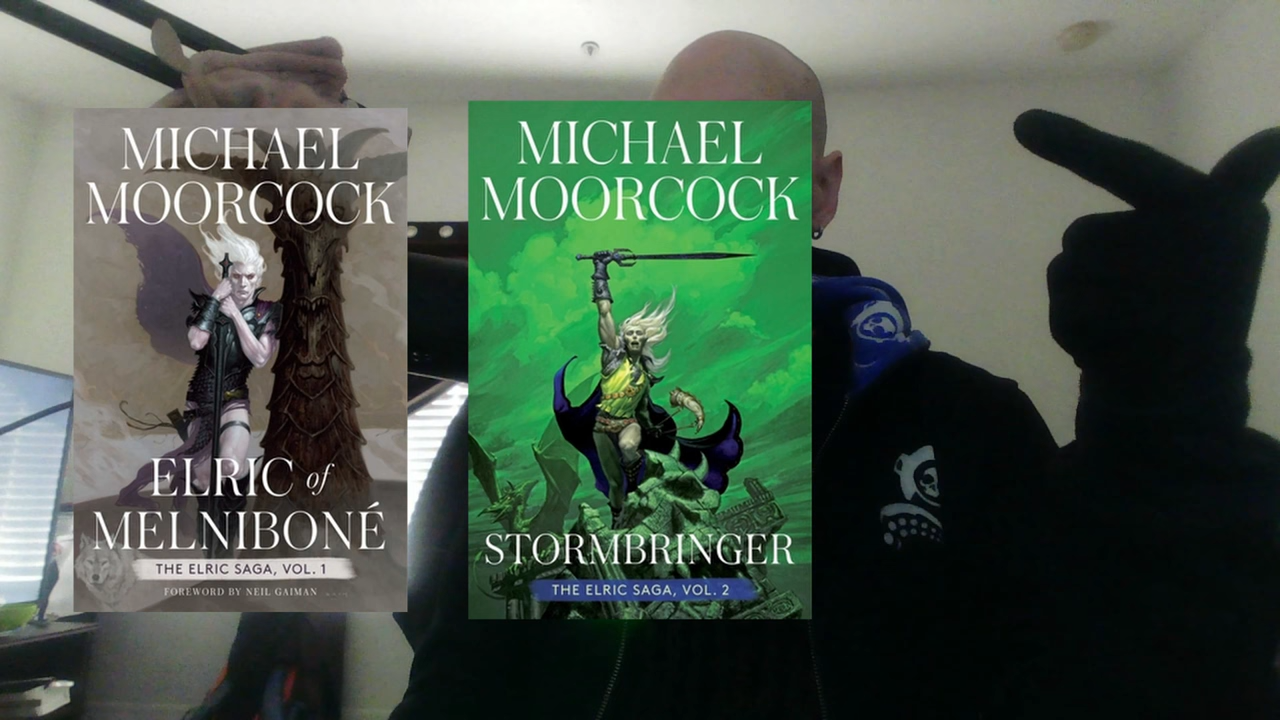 MICHAEL
MOORCOCK
ELRIC of
MELNIBONÉ
THE ELRIC SAGA, VOL. 1
FOREWORD BY NEIL GAIMAN
MICHAEL
MOORCOCK
STORMBRINGER
THE ELRIC SAGA, VOL. 2